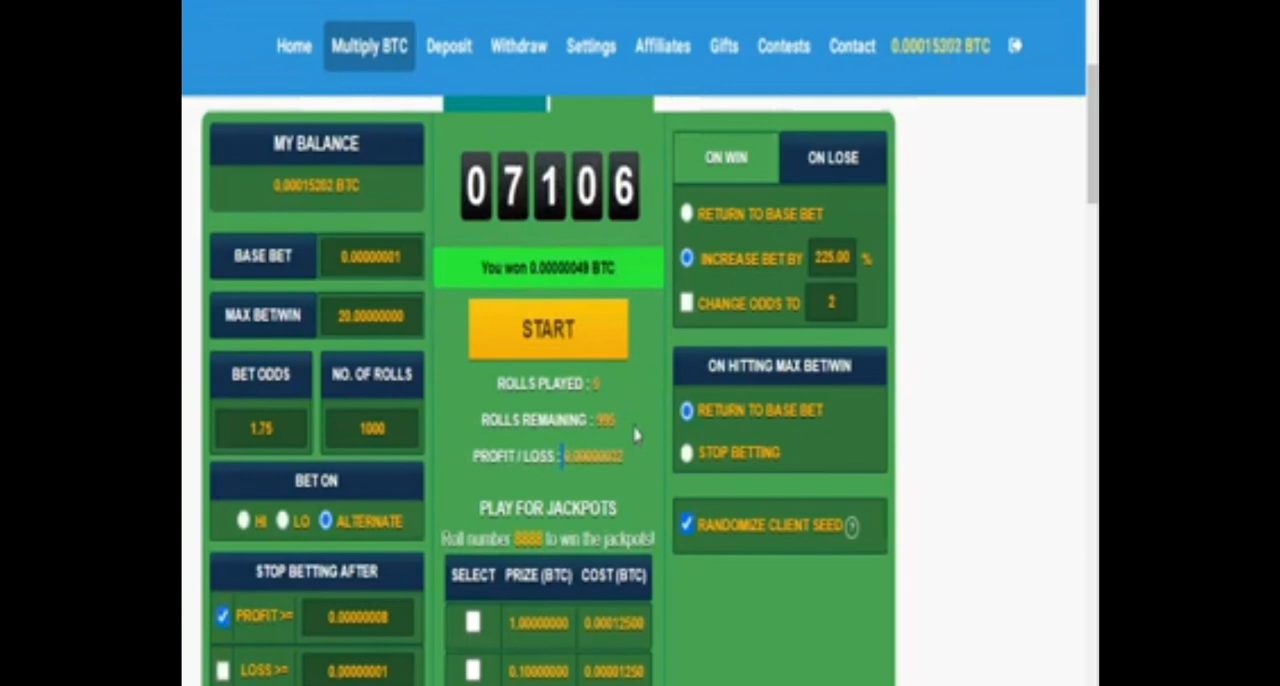 Home Multiply BTC Deposit Withdraw Settings Affiliates Gifts Contests Contact 0.00015302 BTC
MY BALANCE
0.00015302 BTC
BASE BET 0.00000001
MAX BET/WIN 20.00000000
BET ODDS NO. OF ROLLS
1.75 1000
BET ON
HI LO ALTERNATE
STOP BETTING AFTER
PROFIT >= 0.00000008
LOSS >= 0.00000001
07106
You won 0.00000049 BTC
START
ROLLS PLAYED : 5
ROLLS REMAINING : 995
PROFIT / LOSS : 0.00000032
PLAY FOR JACKPOTS
Roll number 8888 to win the jackpots!
SELECT PRIZE (BTC) COST (BTC)
1.00000000 0.00012500
0.10000000 0.00001250
ON WIN ON LOSE
RETURN TO BASE BET
INCREASE BET BY 225.00 %
CHANGE ODDS TO 2
ON HITTING MAX BET/WIN
RETURN TO BASE BET
STOP BETTING
RANDOMIZE CLIENT SEED ?